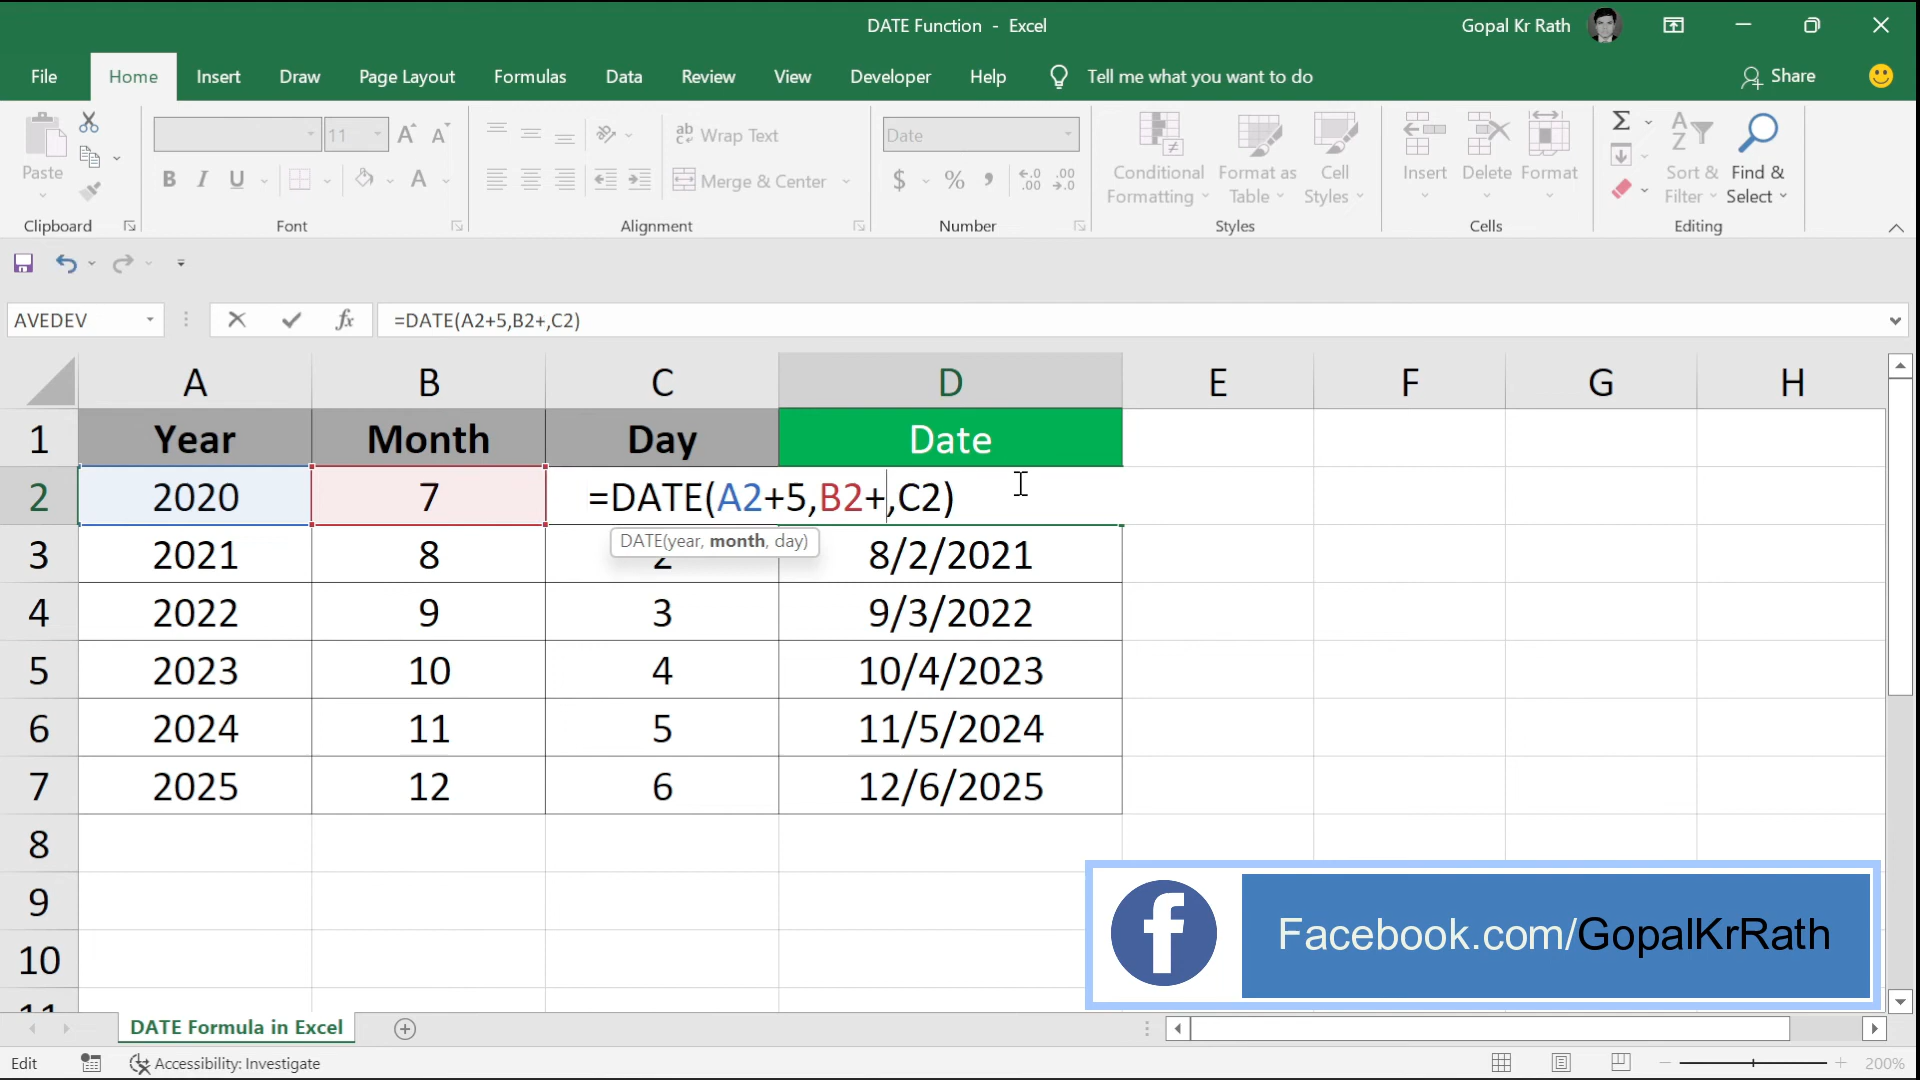 DATE Function - Excel
Gopal Kr Rath
File Home Insert Draw Page Layout Formulas Data Review View Developer Help Tell me what you want to do Share
Paste
Clipboard
11 A A
B I U A
Font
ab Wrap Text
Merge & Center
Alignment
Date
$ % , .00 .00
Number
Conditional Formatting
Format as Table
Cell Styles
Styles
Insert Delete Format
Cells
Sort & Filter
Find & Select
Editing
AVEDEV fx =DATE(A2+5,B2+,C2)
A B C D E F G H
1 Year Month Day Date
2 2020 7 =DATE(A2+5,B2+,C2)
DATE(year, month, day)
3 2021 8 2 8/2/2021
4 2022 9 3 9/3/2022
5 2023 10 4 10/4/2023
6 2024 11 5 11/5/2024
7 2025 12 6 12/6/2025
8
9
10
11
f Facebook.com/GopalKrRath
DATE Formula in Excel
Edit Accessibility: Investigate 200%